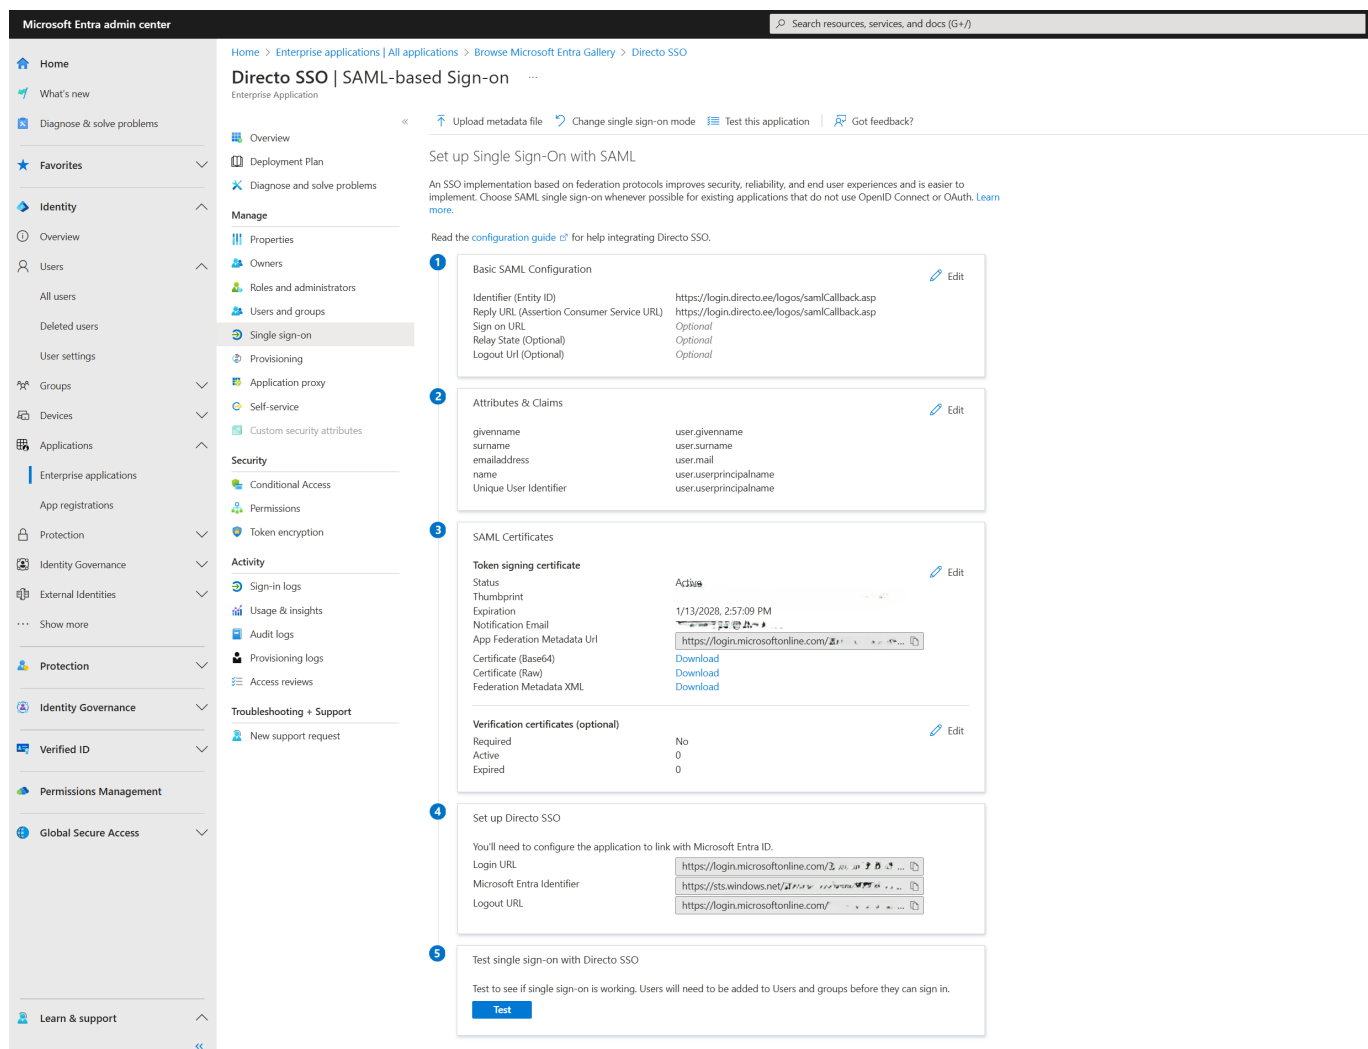 Microsoft Entra admin center
Search resources, services, and docs (G+/)
Home
What's new
Diagnose & solve problems
Favorites
Identity
Overview
Users
All users
Deleted users
User settings
Groups
Devices
Applications
Enterprise applications
App registrations
Protection
Identity Governance
External Identities
Show more
Protection
Identity Governance
Verified ID
Permissions Management
Global Secure Access
Learn & support
Home > Enterprise applications | All applications > Browse Microsoft Entra Gallery > Directo SSO
Directo SSO | SAML-based Sign-on ...
Enterprise Application
Overview
Deployment Plan
Diagnose and solve problems
Manage
Properties
Owners
Roles and administrators
Users and groups
Single sign-on
Provisioning
Application proxy
Self-service
Custom security attributes
Security
Conditional Access
Permissions
Token encryption
Activity
Sign-in logs
Usage & insights
Audit logs
Provisioning logs
Access reviews
Troubleshooting + Support
New support request
Upload metadata file Change single sign-on mode Test this application Got feedback?
Set up Single Sign-On with SAML
An SSO implementation based on federation protocols improves security, reliability, and end user experiences and is easier to
implement. Choose SAML single sign-on whenever possible for existing applications that do not use OpenID Connect or OAuth. Learn
more.
Read the configuration guide for help integrating Directo SSO.
1
Basic SAML Configuration
Edit
Identifier (Entity ID) https://login.directo.ee/logos/samlCallback.asp
Reply URL (Assertion Consumer Service URL) https://login.directo.ee/logos/samlCallback.asp
Sign on URL Optional
Relay State (Optional) Optional
Logout Url (Optional) Optional
2
Attributes & Claims
Edit
givenname user.givenname
surname user.surname
emailaddress user.mail
name user.userprincipalname
Unique User Identifier user.userprincipalname
3
SAML Certificates
Token signing certificate
Edit
Status Active
Thumbprint
Expiration 1/13/2028, 2:57:09 PM
Notification Email
App Federation Metadata Url https://login.microsoftonline.com/ ...
Certificate (Base64) Download
Certificate (Raw) Download
Federation Metadata XML Download
Verification certificates (optional)
Edit
Required No
Active 0
Expired 0
4
Set up Directo SSO
You'll need to configure the application to link with Microsoft Entra ID.
Login URL https://login.microsoftonline.com/ ...
Microsoft Entra Identifier https://sts.windows.net/ ...
Logout URL https://login.microsoftonline.com/ ...
5
Test single sign-on with Directo SSO
Test to see if single sign-on is working. Users will need to be added to Users and groups before they can sign in.
Test